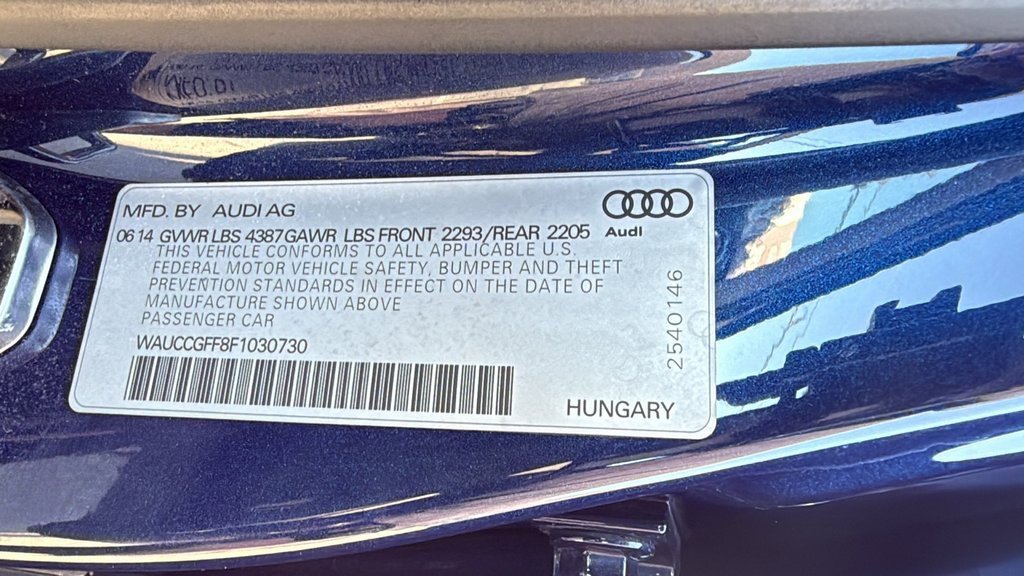 MFD. BY AUDI AG
06 14 GVWR LBS 4387 GAWR LBS FRONT 2293/REAR 2205
Audi
THIS VEHICLE CONFORMS TO ALL APPLICABLE U.S.
FEDERAL MOTOR VEHICLE SAFETY, BUMPER AND THEFT
PREVENTION STANDARDS IN EFFECT ON THE DATE OF
MANUFACTURE SHOWN ABOVE
PASSENGER CAR
WAUCCGFF8F1030730
HUNGARY
2540146